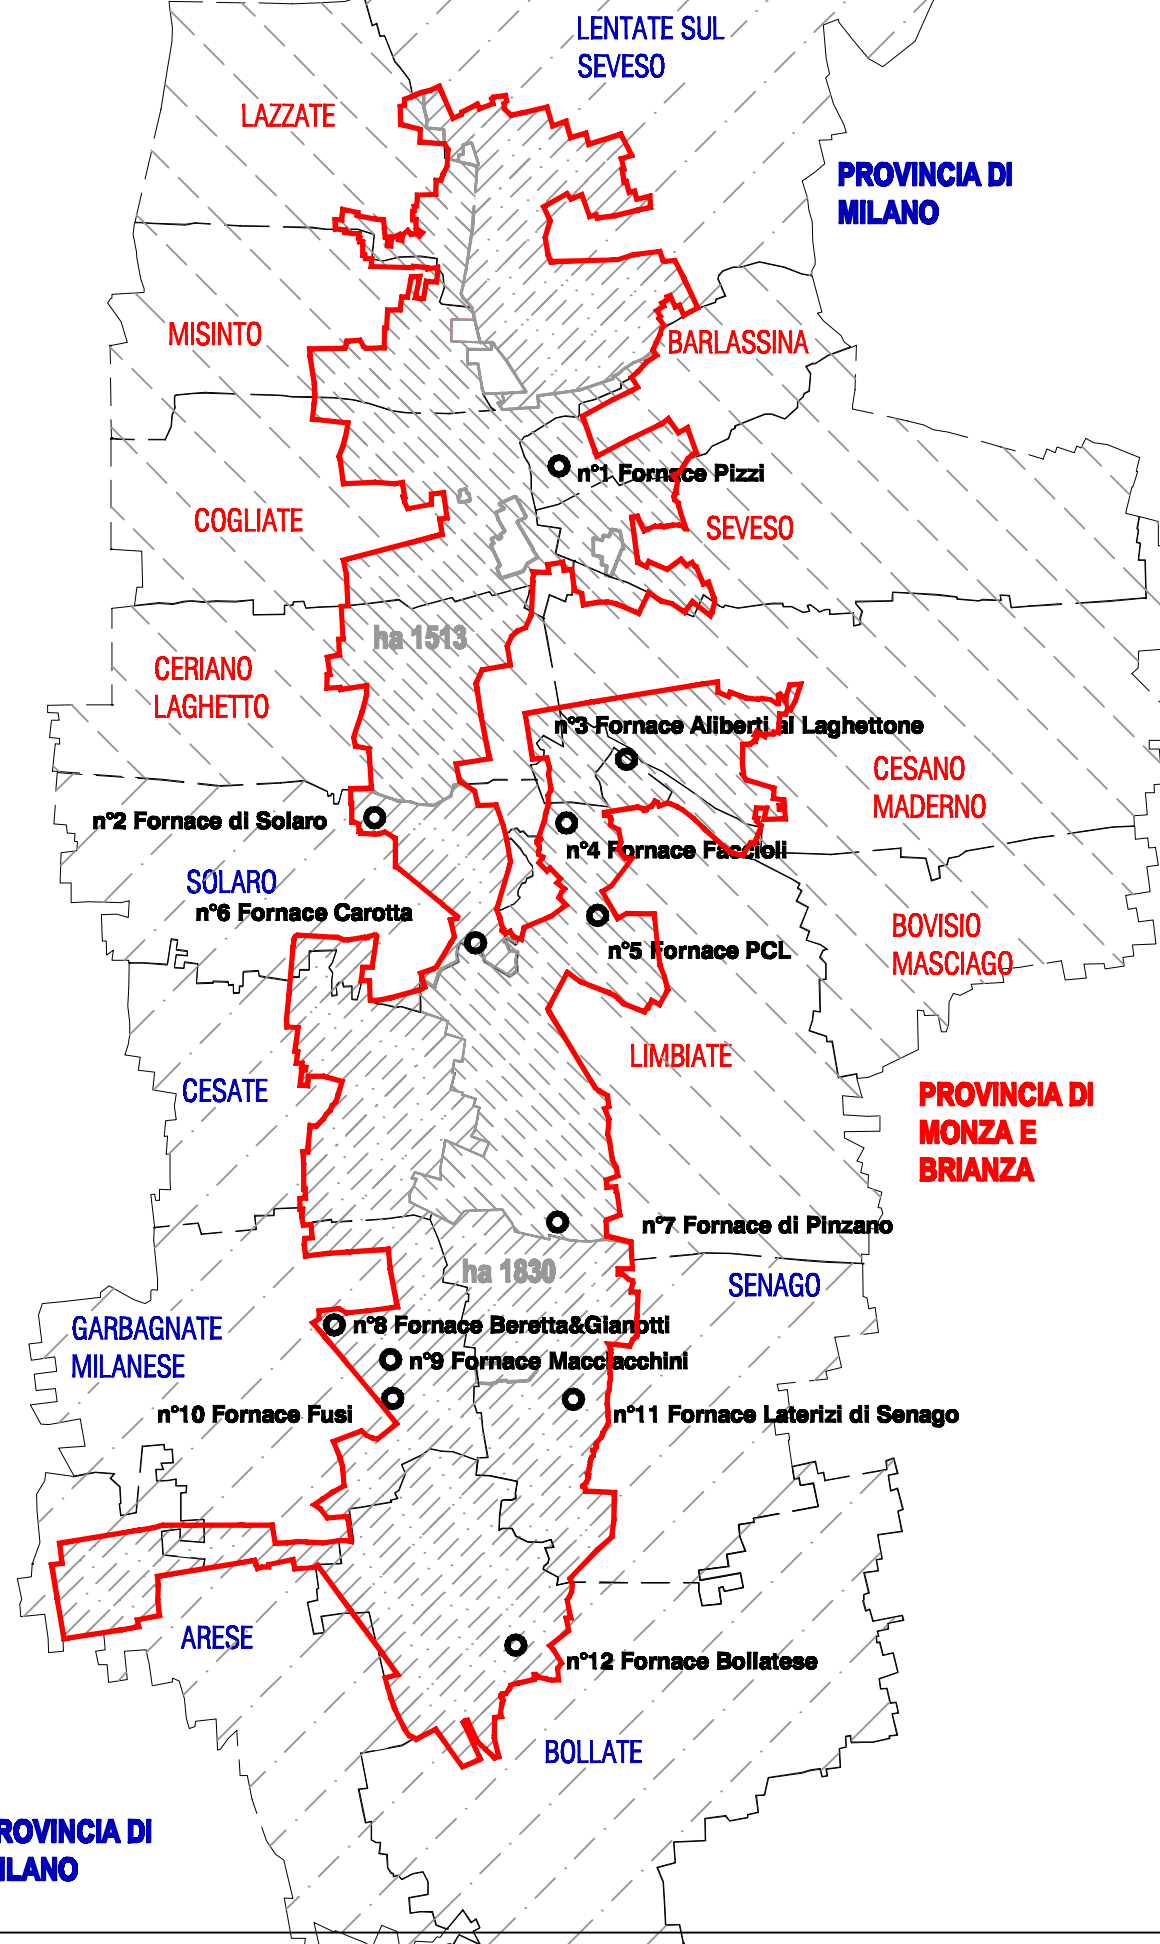 LENTATE SUL
SEVESO
LAZZATE
PROVINCIA DI
MILANO
MISINTO
BARLASSINA
n°1 Fornace Pizzi
COGLIATE
SEVESO
ha 1513
CERIANO
LAGHETTO
n°3 Fornace Aliberti al Laghettone
CESANO
MADERNO
n°2 Fornace di Solaro
n°4 Fornace Faccioli
SOLARO
n°6 Fornace Carotta
BOVISIO
MASCIAGO
n°5 Fornace PCL
LIMBIATE
CESATE
PROVINCIA DI
MONZA E
BRIANZA
n°7 Fornace di Pinzano
ha 1830
SENAGO
GARBAGNATE
MILANESE
n°8 Fornace Beretta&Gianotti
n°9 Fornace Macciacchini
n°10 Fornace Fusi
n°11 Fornace Laterizi di Senago
ARESE
n°12 Fornace Bollatese
BOLLATE
ROVINCIA DI
ILANO